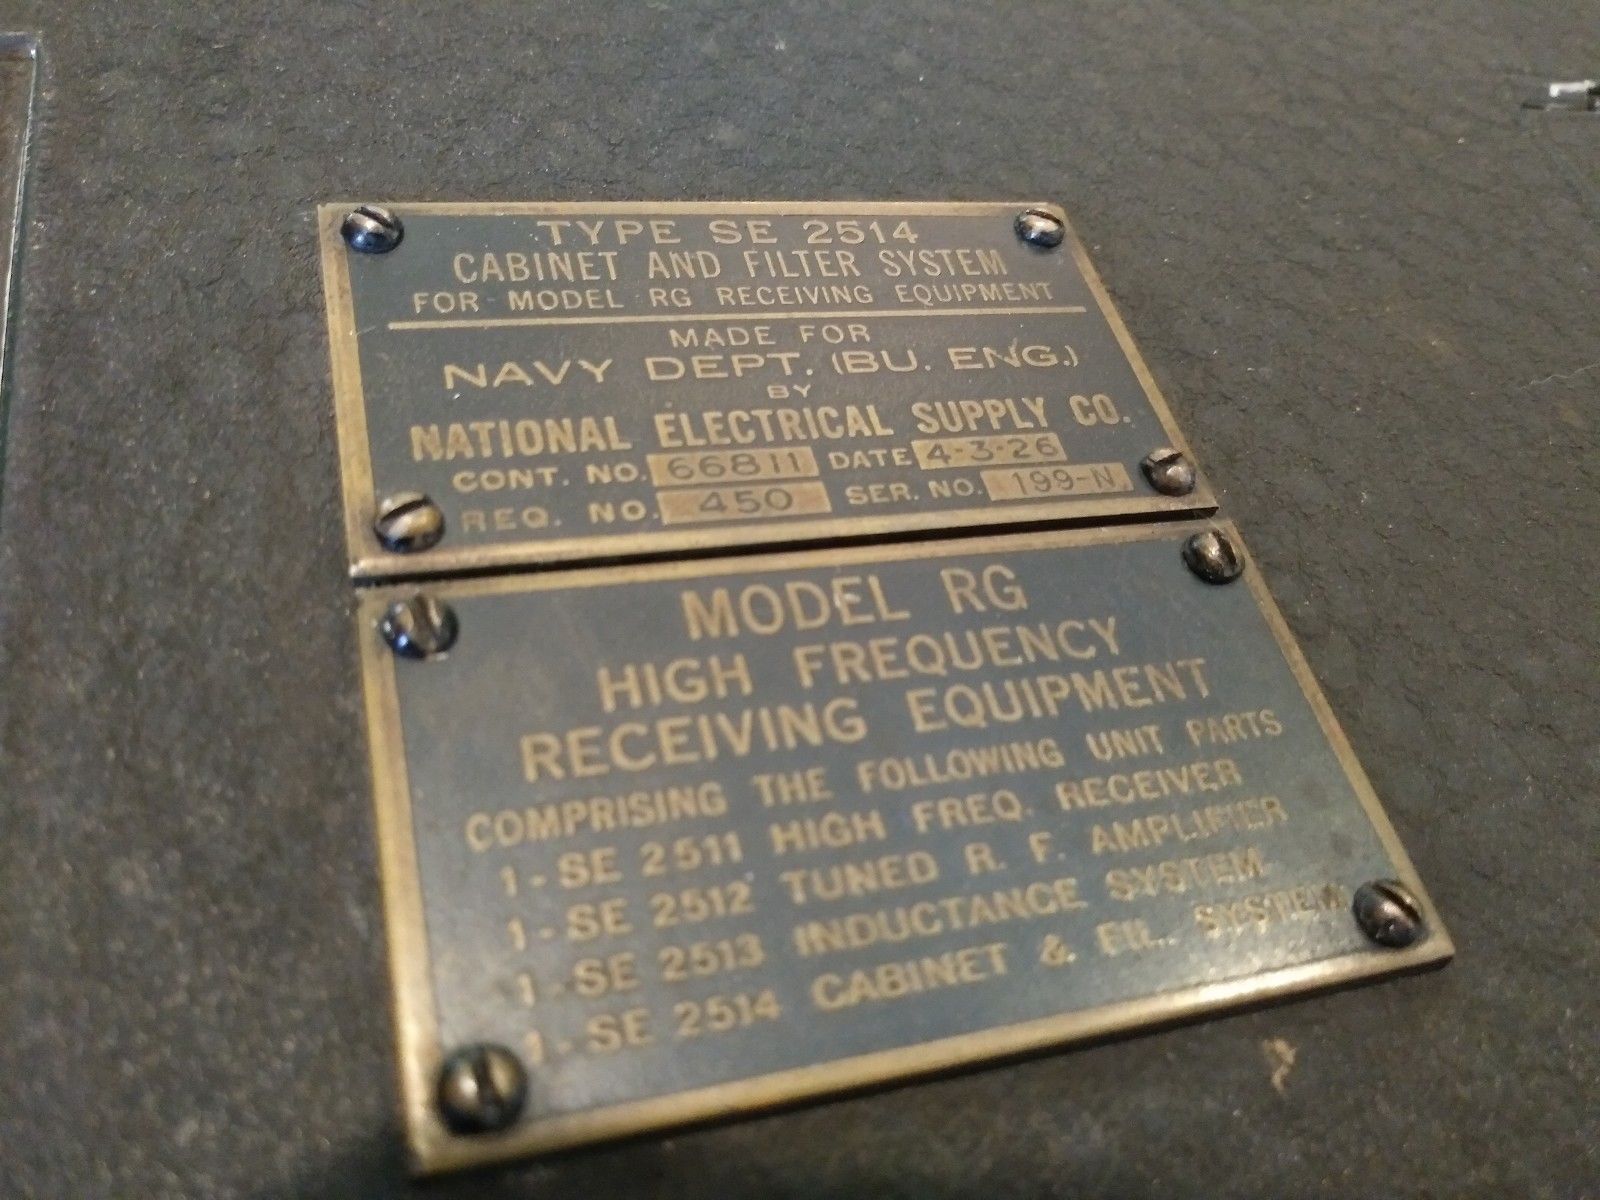 TYPE SE 2514
CABINET AND FILTER SYSTEM
FOR MODEL RG RECEIVING EQUIPMENT
MADE FOR
NAVY DEPT. (BU. ENG.)
BY
NATIONAL ELECTRICAL SUPPLY CO.
CONT. NO. 66811 DATE 4-3-26
REQ. NO. 450 SER. NO. 199-N
MODEL RG
HIGH FREQUENCY
RECEIVING EQUIPMENT
COMPRISING THE FOLLOWING UNIT PARTS
1-SE 2511 HIGH FREQ. RECEIVER
1-SE 2512 TUNED R. F. AMPLIFIER
1-SE 2513 INDUCTANCE SYSTEM
1-SE 2514 CABINET & FIL. SYSTEM